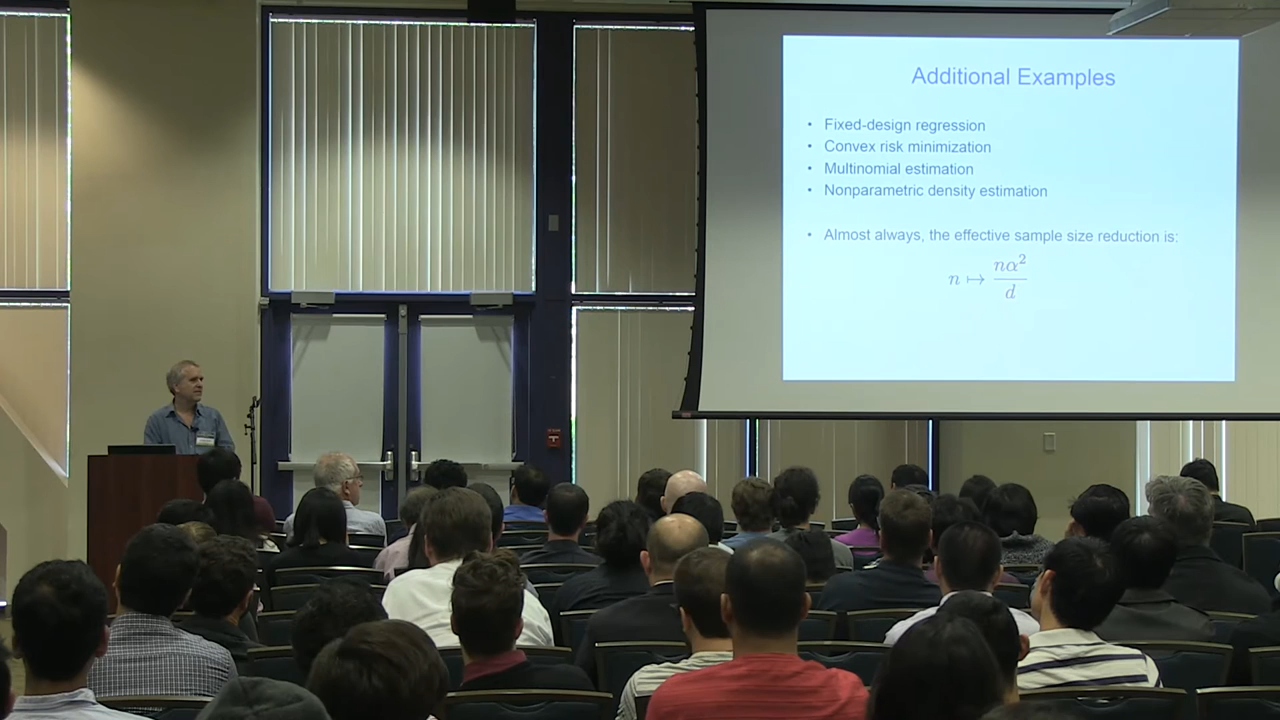 Additional Examples
• Fixed-design regression
• Convex risk minimization
• Multinomial estimation
• Nonparametric density estimation
• Almost always, the effective sample size reduction is:
n ↦ nα²/d